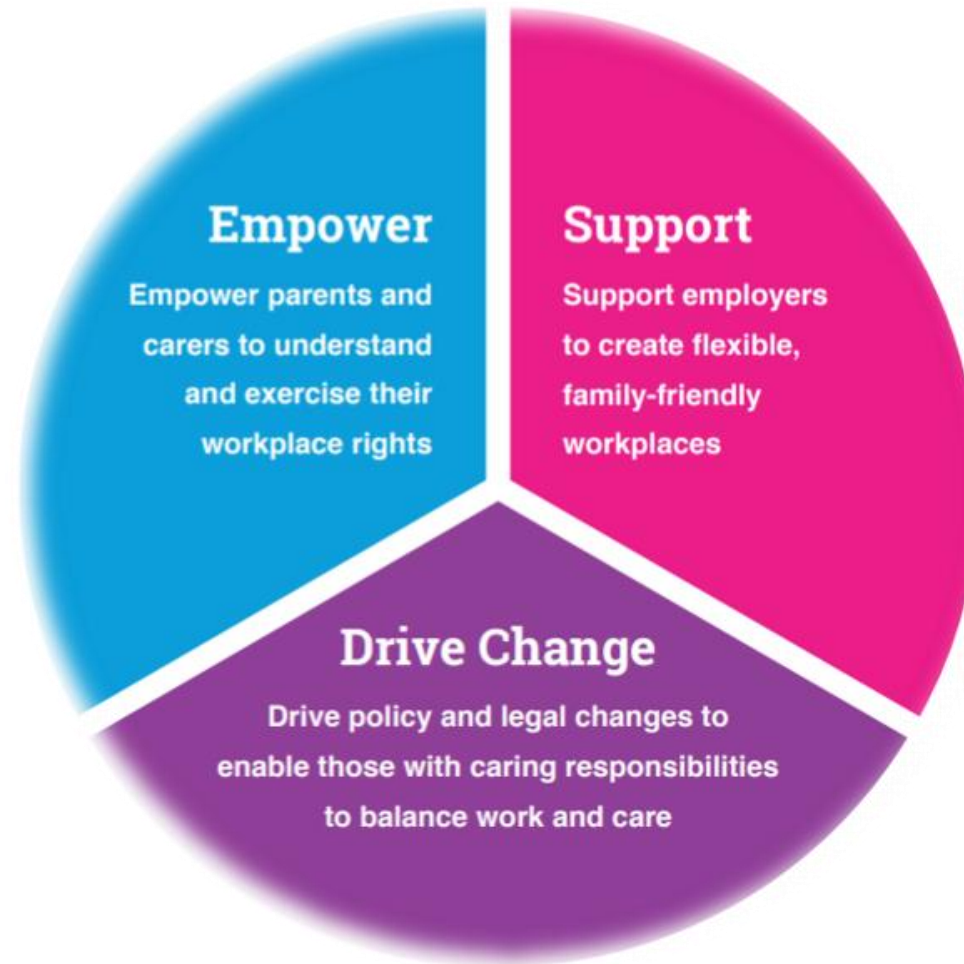 Empower
Empower parents and
carers to understand
and exercise their
workplace rights
Support
Support employers
to create flexible,
family-friendly
workplaces
Drive Change
Drive policy and legal changes to
enable those with caring responsibilities
to balance work and care